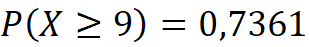 P(X ≥ 9) = 0,7361